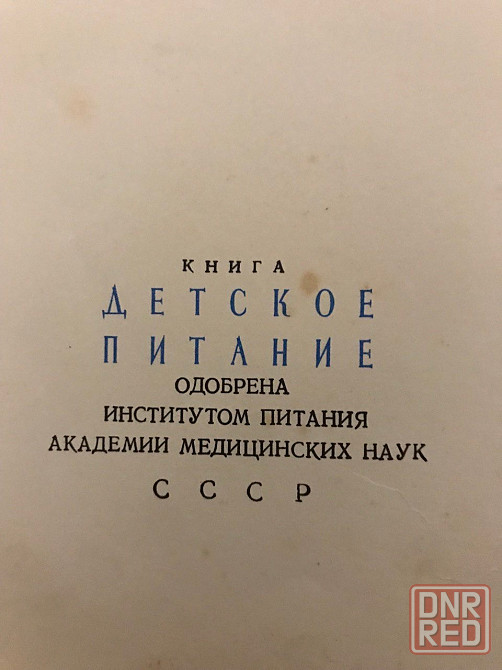 КНИГА
ДЕТСКОЕ
ПИТАНИЕ
ОДОБРЕНА
ИНСТИТУТОМ ПИТАНИЯ
АКАДЕМИИ МЕДИЦИНСКИХ НАУК
СССР
DNR
RED